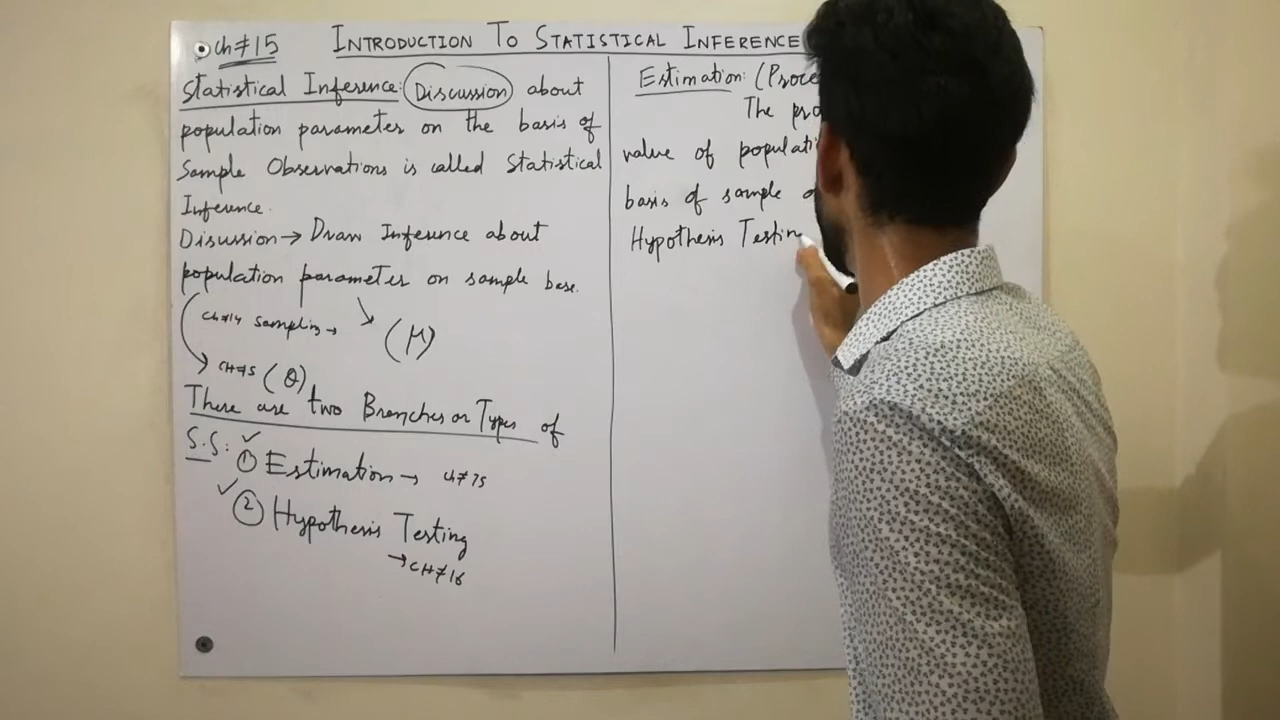 Ch#15 INTRODUCTION TO STATISTICAL INFERENCE
Statistical Inference: Discussion about
population parameter on the basis of
Sample Observations is called Statistical
Inference.
Disussion→ Draw Inference about
population parameter on sample base.
Ch#14 Sampling→ (μ)
CH#15 (θ)
There are two Branches or Types of
S.S:
① Estimation→ Ch#15
② Hypothesis Testing
→CH#16
Estimation: (Proce
The pro
value of populati
basis of sample o
Hypothesis Testin